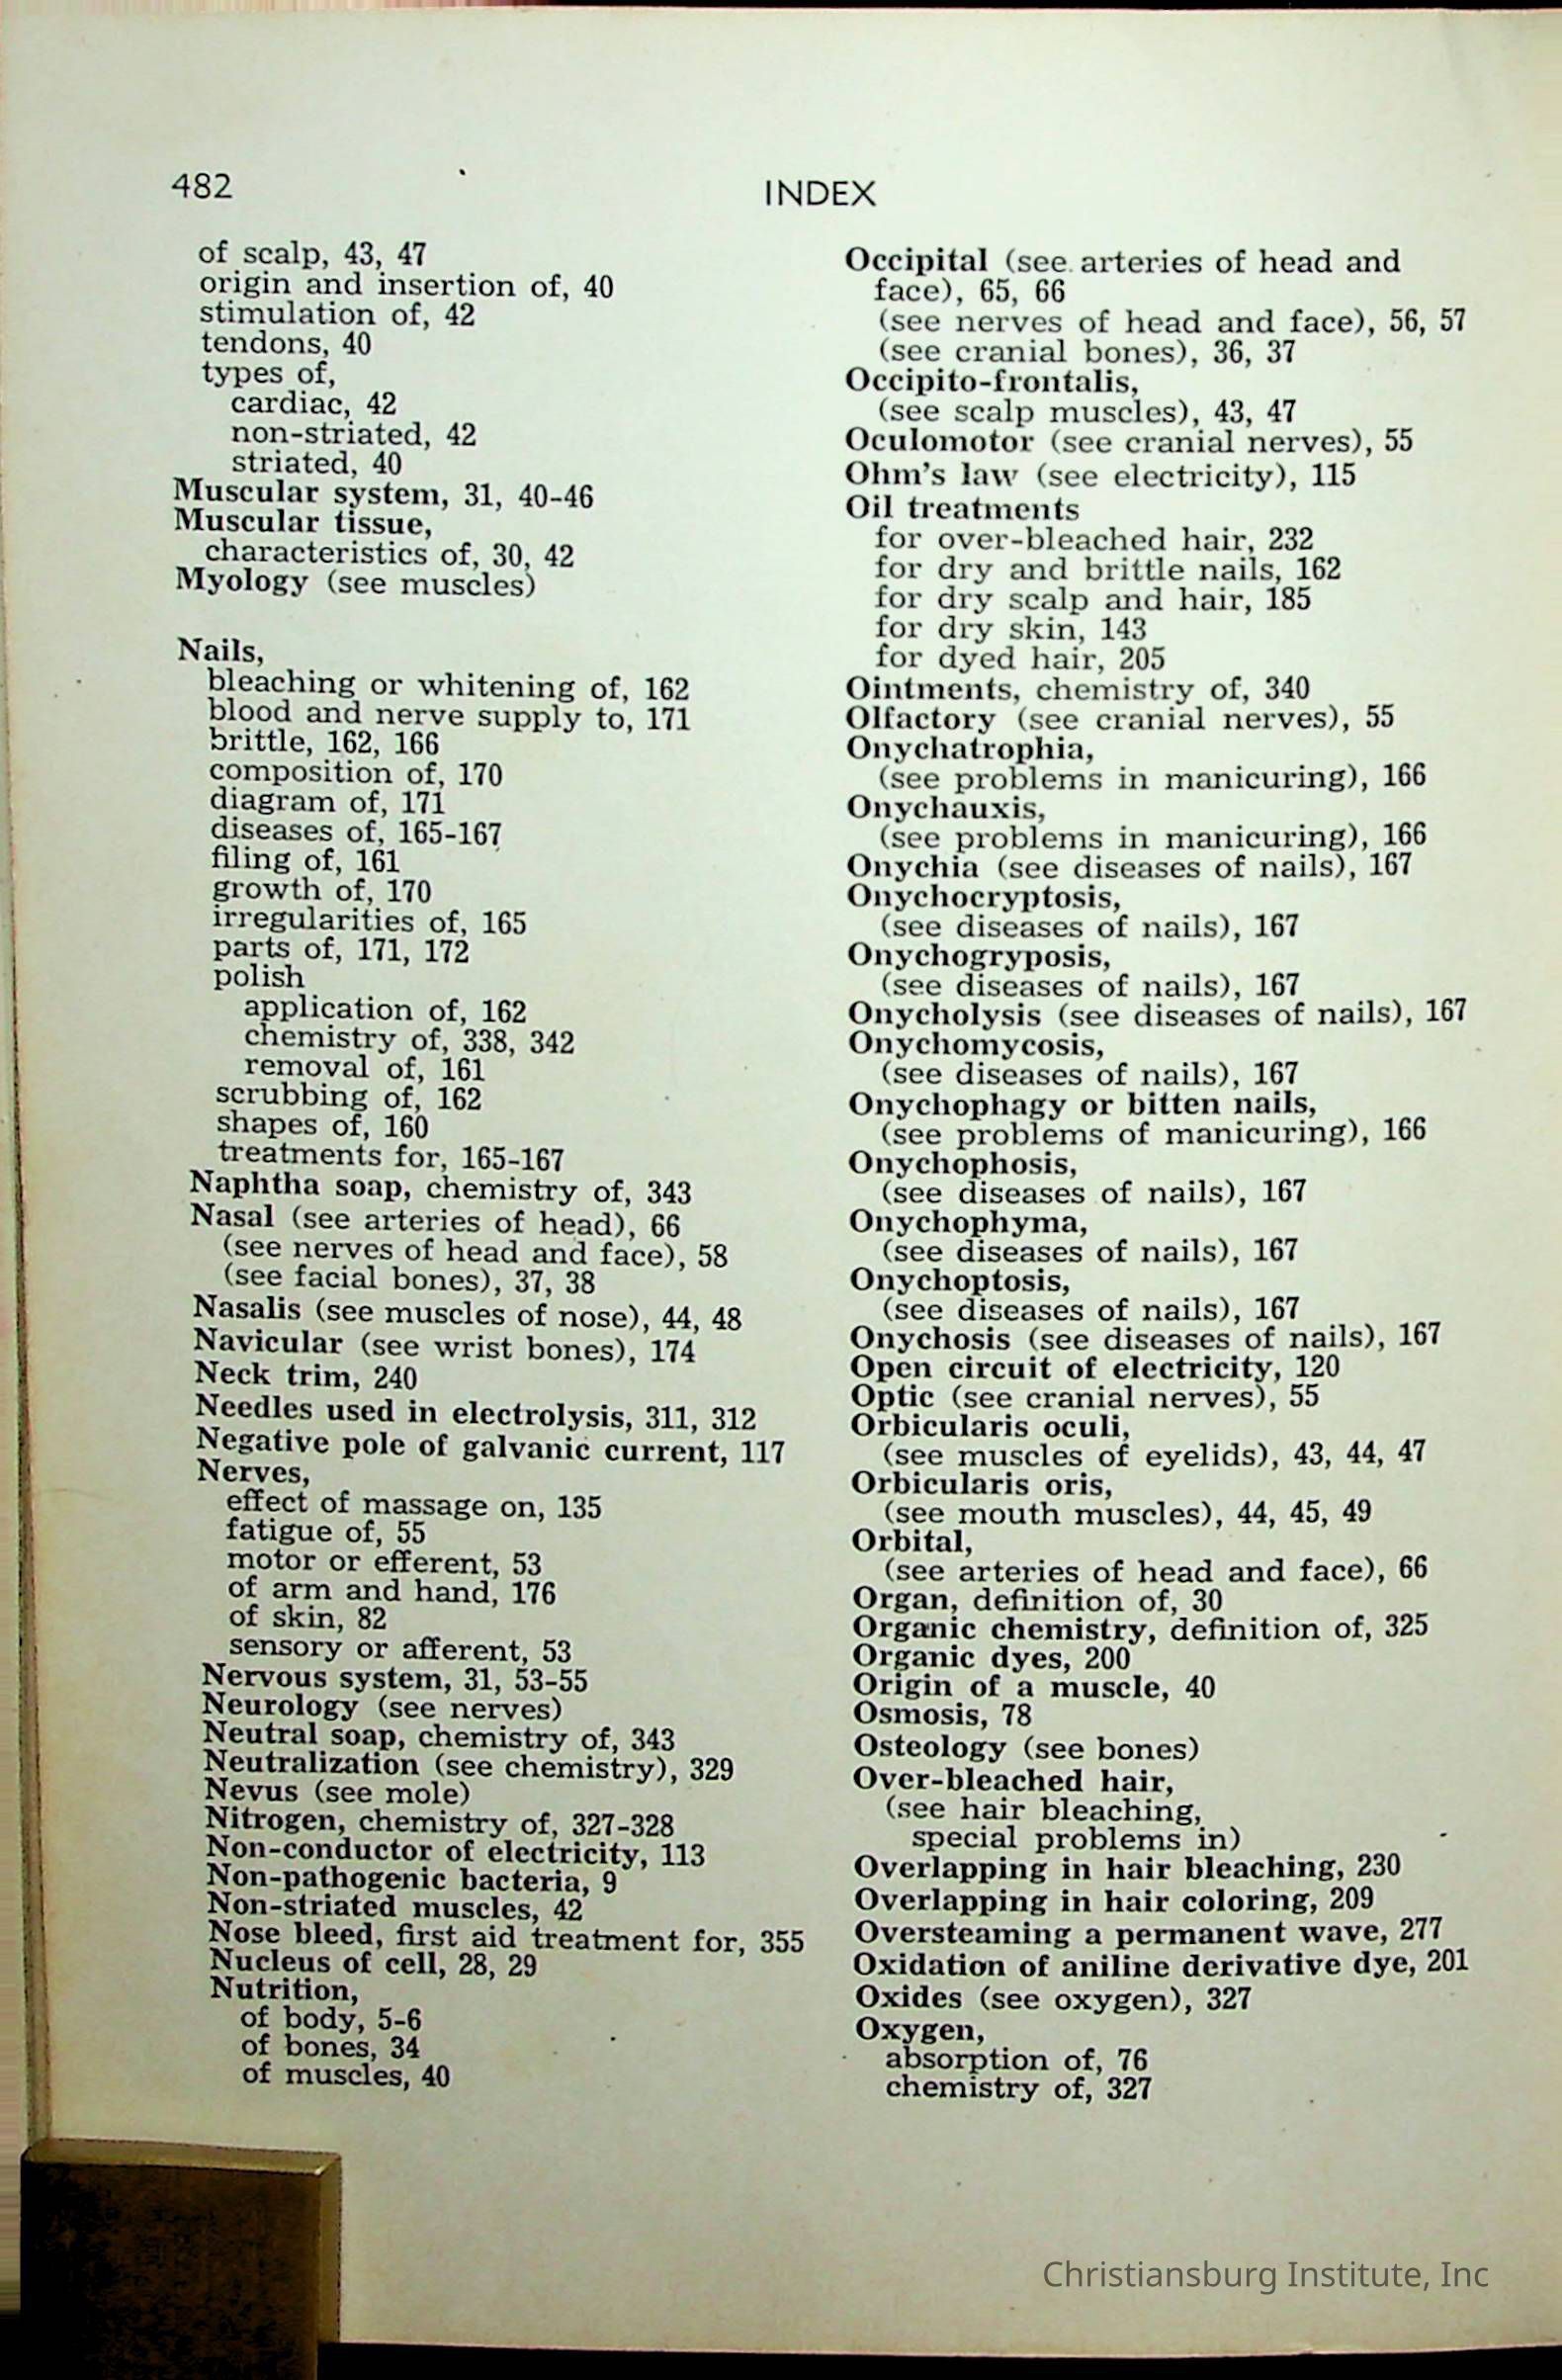 482
INDEX
of scalp, 43, 47
origin and insertion of, 40
stimulation of, 42
tendons, 40
types of,
cardiac, 42
non-striated, 42
striated, 40
Muscular system, 31, 40-46
Muscular tissue,
characteristics of, 30, 42
Myology (see muscles)
Nails,
bleaching or whitening of, 162
blood and nerve supply to, 171
brittle, 162, 166
composition of, 170
diagram of, 171
diseases of, 165-167
filing of, 161
growth of, 170
irregularities of, 165
parts of, 171, 172
polish
application of, 162
chemistry of, 338, 342
removal of, 161
scrubbing of, 162
shapes of, 160
treatments for, 165-167
Naphtha soap, chemistry of, 343
Nasal (see arteries of head), 66
(see nerves of head and face), 58
(see facial bones), 37, 38
Nasalis (see muscles of nose), 44, 48
Navicular (see wrist bones), 174
Neck trim, 240
Needles used in electrolysis, 311, 312
Negative pole of galvanic current, 117
Nerves,
effect of massage on, 135
fatigue of, 55
motor or efferent, 53
of arm and hand, 176
of skin, 82
sensory or afferent, 53
Nervous system, 31, 53-55
Neurology (see nerves)
Neutral soap, chemistry of, 343
Neutralization (see chemistry), 329
Nevus (see mole)
Nitrogen, chemistry of, 327-328
Non-conductor of electricity, 113
Non-pathogenic bacteria, 9
Non-striated muscles, 42
Nose bleed, first aid treatment for, 355
Nucleus of cell, 28, 29
Nutrition,
of body, 5-6
of bones, 34
of muscles, 40
Occipital (see arteries of head and
face), 65, 66
(see nerves of head and face), 56, 57
(see cranial bones), 36, 37
Occipito-frontalis,
(see scalp muscles), 43, 47
Oculomotor (see cranial nerves), 55
Ohm's law (see electricity), 115
Oil treatments
for over-bleached hair, 232
for dry and brittle nails, 162
for dry scalp and hair, 185
for dry skin, 143
for dyed hair, 205
Ointments, chemistry of, 340
Olfactory (see cranial nerves), 55
Onychatrophia,
(see problems in manicuring), 166
Onychauxis,
(see problems in manicuring), 166
Onychia (see diseases of nails), 167
Onychocryptosis,
(see diseases of nails), 167
Onychogryposis,
(see diseases of nails), 167
Onycholysis (see diseases of nails), 167
Onychomycosis,
(see diseases of nails), 167
Onychophagy or bitten nails,
(see problems of manicuring), 166
Onychophosis,
(see diseases of nails), 167
Onychophyma,
(see diseases of nails), 167
Onychoptosis,
(see diseases of nails), 167
Onychosis (see diseases of nails), 167
Open circuit of electricity, 120
Optic (see cranial nerves), 55
Orbicularis oculi,
(see muscles of eyelids), 43, 44, 47
Orbicularis oris,
(see mouth muscles), 44, 45, 49
Orbital,
(see arteries of head and face), 66
Organ, definition of, 30
Organic chemistry, definition of, 325
Organic dyes, 200
Origin of a muscle, 40
Osmosis, 78
Osteology (see bones)
Over-bleached hair,
(see hair bleaching,
special problems in)
Overlapping in hair bleaching, 230
Overlapping in hair coloring, 209
Oversteaming a permanent wave, 277
Oxidation of aniline derivative dye, 201
Oxides (see oxygen), 327
Oxygen,
absorption of, 76
chemistry of, 327
Christiansburg Institute, Inc